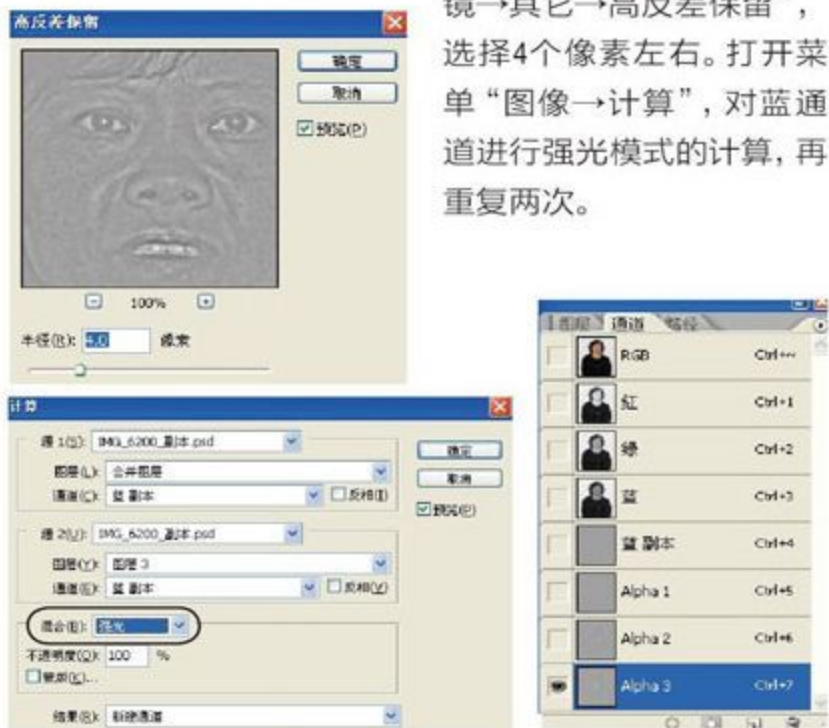 镜→其它→高反差保留”,
选择4个像素左右。打开菜
单“图像→计算”, 对蓝通
道进行强光模式的计算, 再
重复两次。
高反差保留
确定
取消
预览(P)
100%
半径(R): 4.0 像素
计算
源 1(S): IMG_6200_副本.psd
确定
图层(L): 合并图层
取消
通道(C): 蓝 副本 反相(I)
预览(P)
源 2(U): IMG_6200_副本.psd
图层(Y): 图层 3
通道(E): 蓝 副本 反相(V)
混合(B): 强光
不透明度(O): 100 %
蒙版(K)...
结果(R): 新建通道
图层 通道 路径
RGB Ctrl+~
红 Ctrl+1
绿 Ctrl+2
蓝 Ctrl+3
蓝 副本 Ctrl+4
Alpha 1 Ctrl+5
Alpha 2 Ctrl+6
Alpha 3 Ctrl+7